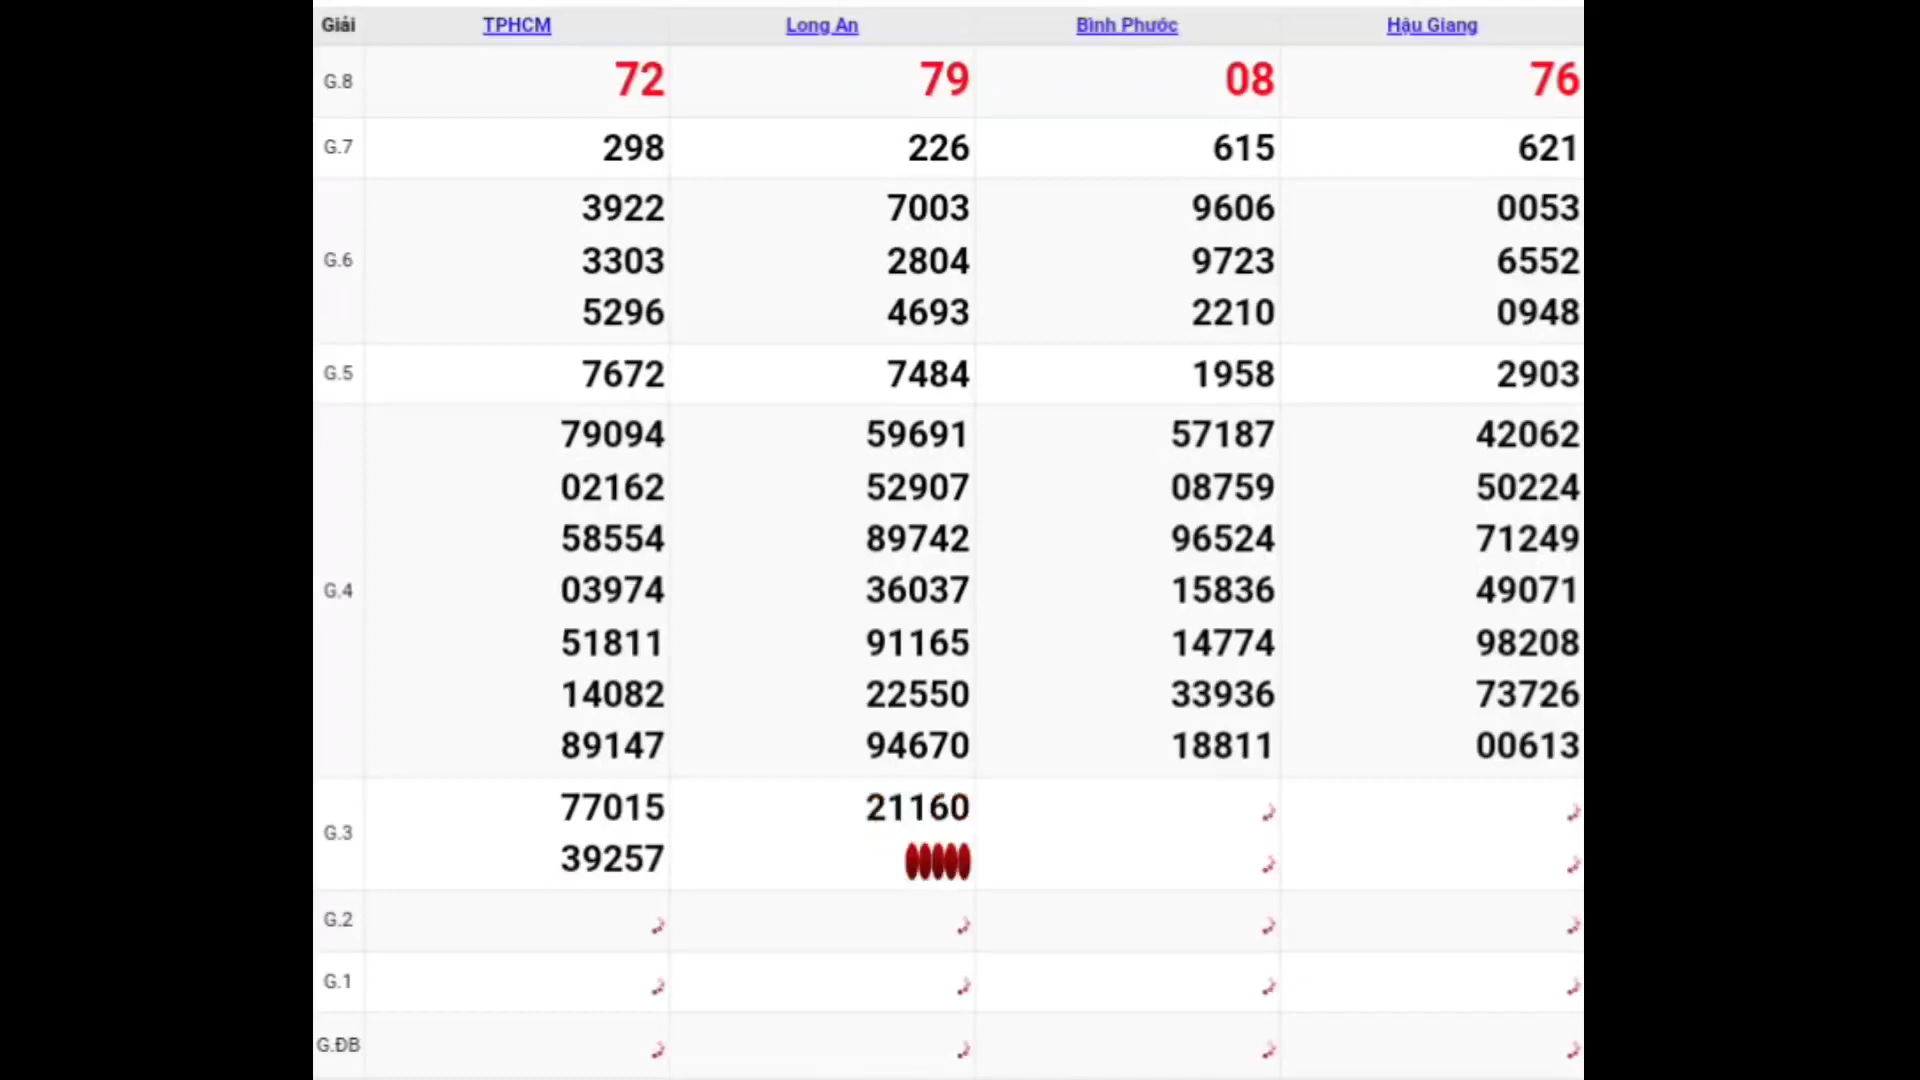 Giải TPHCM Long An Bình Phước Hậu Giang
G.8 72 79 08 76
G.7 298 226 615 621
3922 7003 9606 0053
G.6 3303 2804 9723 6552
5296 4693 2210 0948
G.5 7672 7484 1958 2903
79094 59691 57187 42062
02162 52907 08759 50224
58554 89742 96524 71249
G.4 03974 36037 15836 49071
51811 91165 14774 98208
14082 22550 33936 73726
89147 94670 18811 00613
77015 21160
G.3
39257
G.2
G.1
G.ĐB